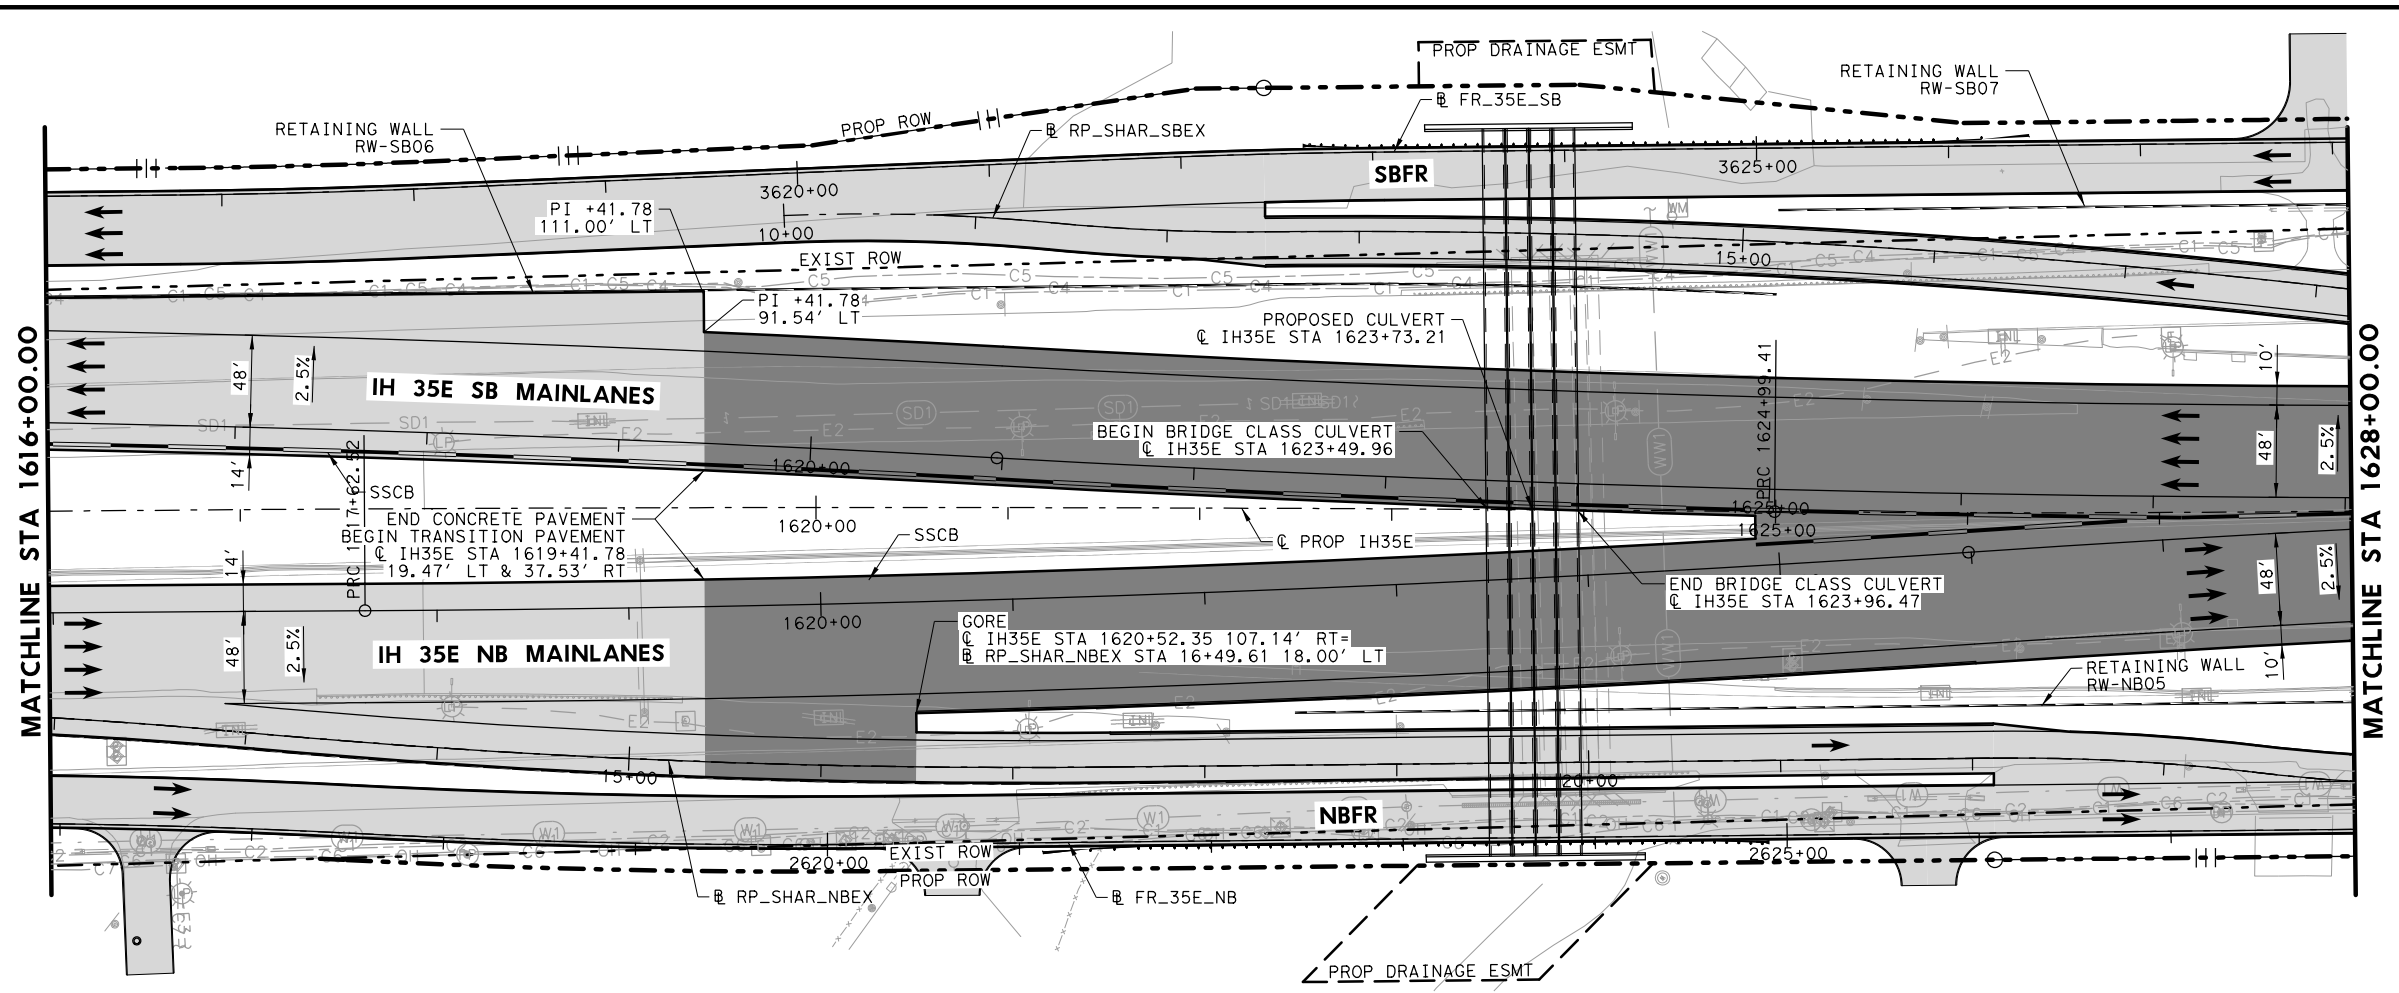 PROP DRAINAGE ESMT
RETAINING WALL
RW-SB07
℄ FR_35E_SB
RETAINING WALL
RW-SB06
PROP ROW
℄ RP_SHAR_SBEX
3620+00
SBFR
3625+00
PI +41.78
111.00' LT
10+00
EXIST ROW
15+00
WM
PI +41.78
91.54' LT
PROPOSED CULVERT
℄ IH35E STA 1623+73.21
MATCHLINE STA 1616+00.00
MATCHLINE STA 1628+00.00
48'
2.5%
IH 35E SB MAINLANES
10'
48'
2.5%
BEGIN BRIDGE CLASS CULVERT
℄ IH35E STA 1623+49.96
1620+00
14'
SSCB
PRC 1624+99.41
1625+00
END CONCRETE PAVEMENT
BEGIN TRANSITION PAVEMENT
℄ IH35E STA 1619+41.78
19.47' LT & 37.53' RT
1620+00
SSCB
℄ PROP IH35E
1625+00
14'
END BRIDGE CLASS CULVERT
℄ IH35E STA 1623+96.47
48'
2.5%
10'
1620+00
GORE
℄ IH35E STA 1620+52.35 107.14' RT=
℄ RP_SHAR_NBEX STA 16+49.61 18.00' LT
48'
2.5%
IH 35E NB MAINLANES
RETAINING WALL
RW-NB05
15+00
20+00
NBFR
2620+00
EXIST ROW
PROP ROW
2625+00
℄ RP_SHAR_NBEX
℄ FR_35E_NB
PROP DRAINAGE ESMT